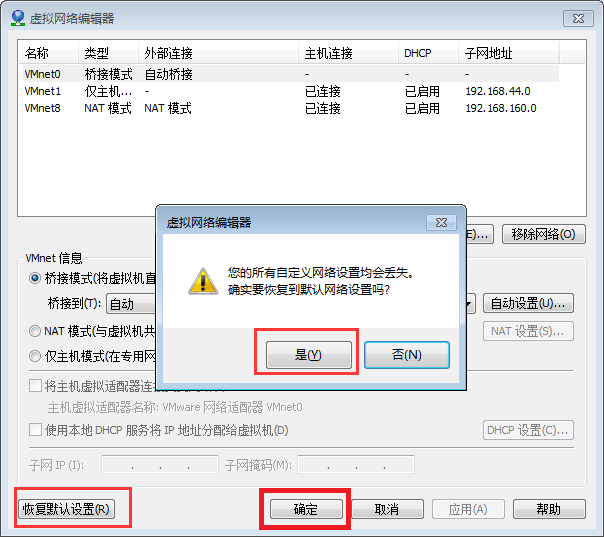 虚拟网络编辑器
名称 类型 外部连接 主机连接 DHCP 子网地址
VMnet0 桥接模式 自动桥接 - - -
VMnet1 仅主机... - 已连接 已启用 192.168.44.0
VMnet8 NAT 模式 NAT 模式 已连接 已启用 192.168.160.0
E)... 移除网络(O)
虚拟网络编辑器
您的所有自定义网络设置均会丢失。
确实要恢复到默认网络设置吗?
是(Y) 否(N)
VMnet 信息
桥接模式(将虚拟机直
桥接到(T): 自动 自动设置(U)...
NAT 模式(与虚拟机共 NAT 设置(S)...
仅主机模式(在专用网
将主机虚拟适配器连接
主机虚拟适配器名称: VMware 网络适配器 VMnet0
使用本地 DHCP 服务将 IP 地址分配给虚拟机(D) DHCP 设置(C)...
子网 IP (I): . . . 子网掩码(M): . . .
恢复默认设置(R) 确定 取消 应用(A) 帮助